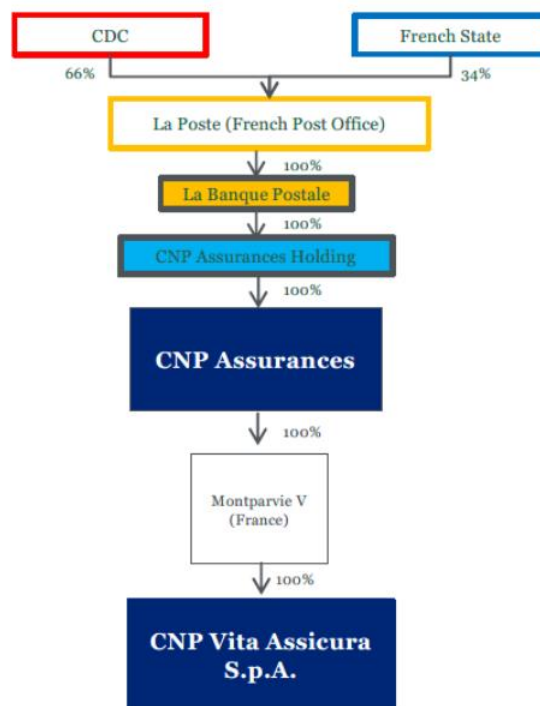 CDC
French State
66%
34%
La Poste (French Post Office)
100%
La Banque Postale
100%
CNP Assurances Holding
100%
CNP Assurances
100%
Montparvie V
(France)
100%
CNP Vita Assicura
S.p.A.